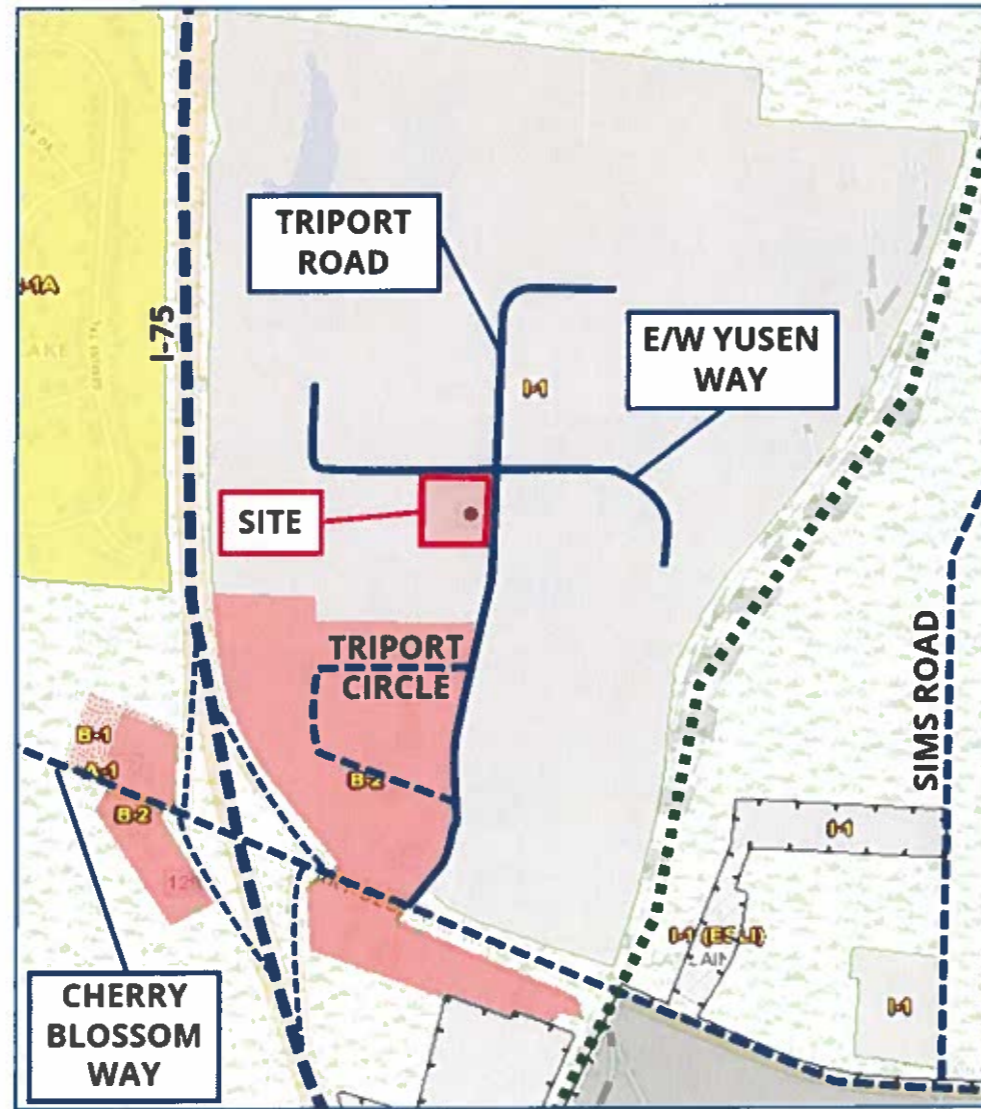 TRIPORT
ROAD
I-75
E/W YUSEN
WAY
I-1
SITE
TRIPORT
CIRCLE
SIMS ROAD
B-1
A-1
B-2
B-2
I-1
I-1
CHERRY
BLOSSOM
WAY